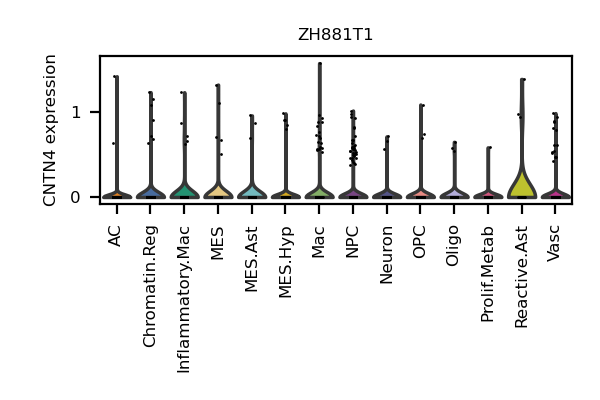 ZH881T1
CNTN4 expression
1
0
AC
Chromatin.Reg
Inflammatory.Mac
MES
MES.Ast
MES.Hyp
Mac
NPC
Neuron
OPC
Oligo
Prolif.Metab
Reactive.Ast
Vasc